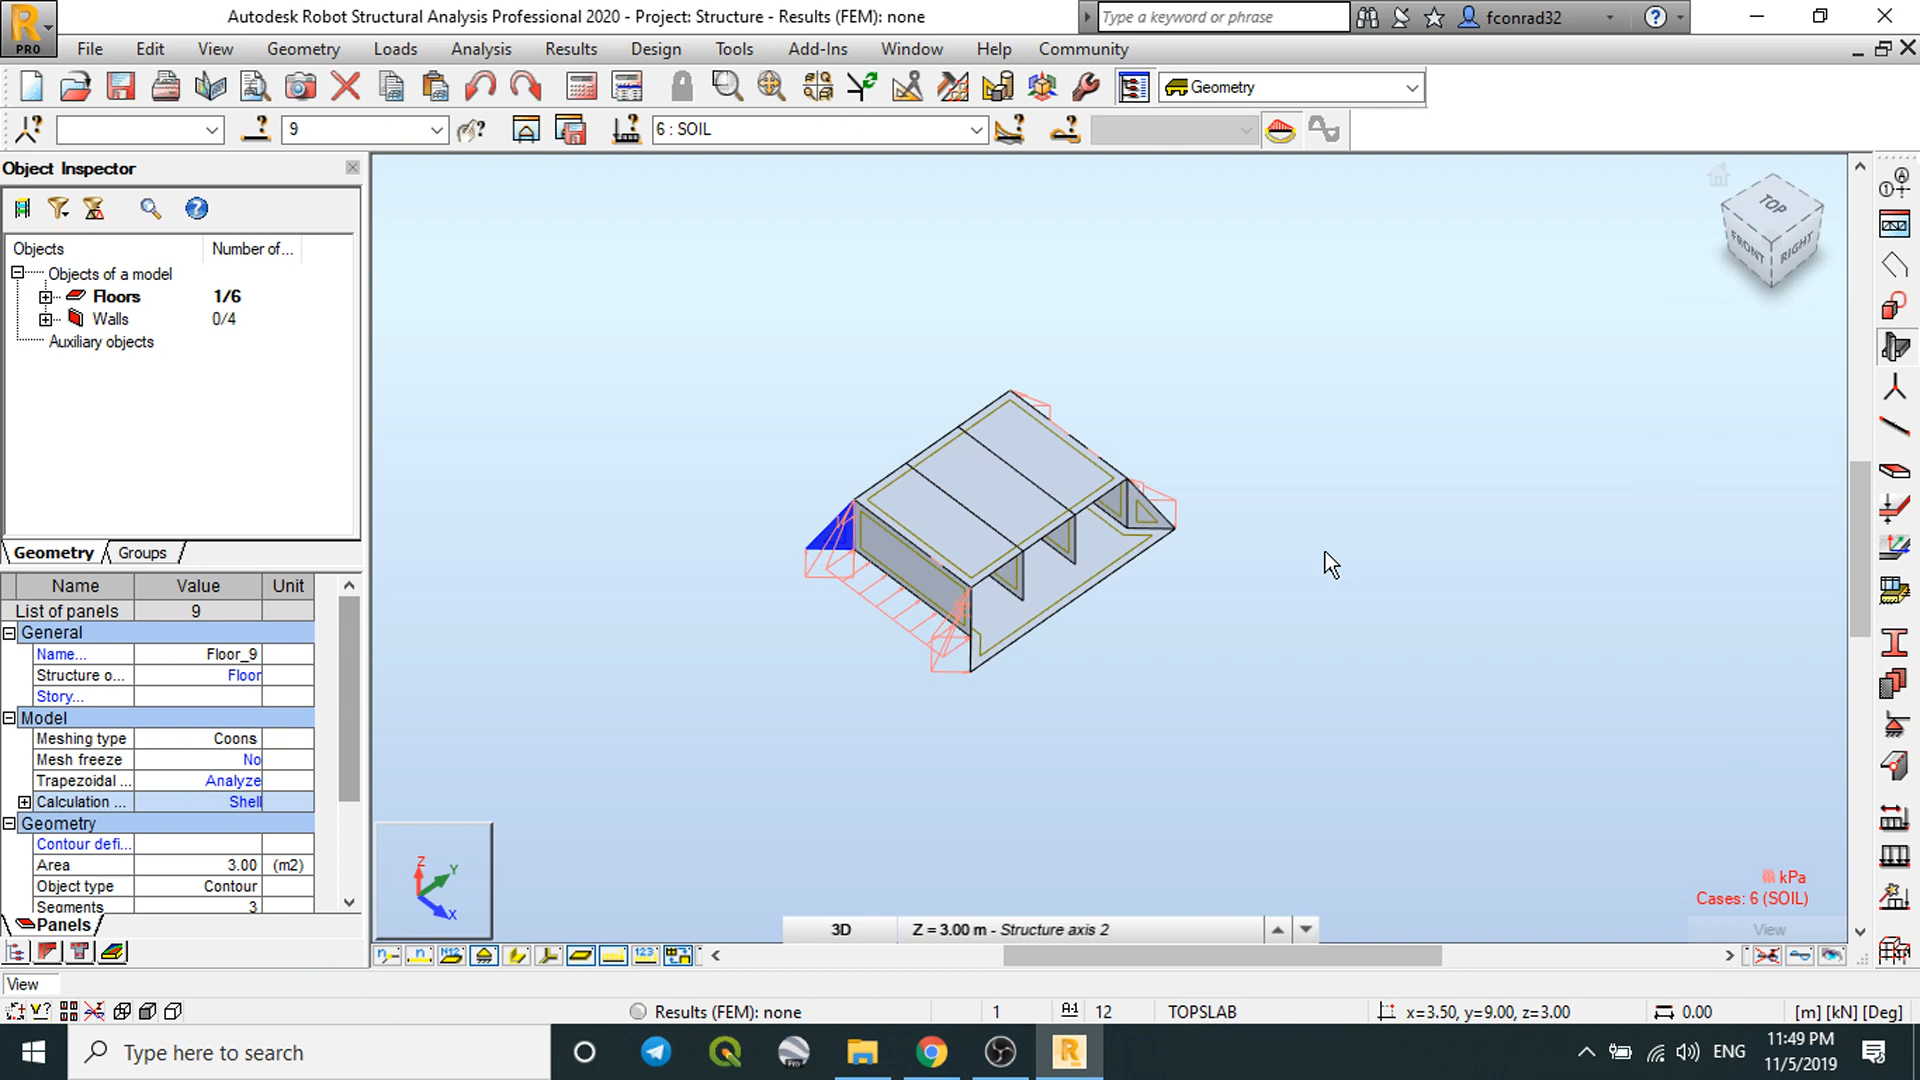 Autodesk Robot Structural Analysis Professional 2020 - Project: Structure - Results (FEM): none
Type a keyword or phrase
fconrad32
PRO
File Edit View Geometry Loads Analysis Results Design Tools Add-Ins Window Help Community
Geometry
9
6 : SOIL
Object Inspector
Objects Number of...
Objects of a model
Floors 1/6
Walls 0/4
Auxiliary objects
Geometry Groups
Name Value Unit
List of panels 9
General
Name... Floor_9
Structure o... Floor
Story...
Model
Meshing type Coons
Mesh freeze No
Trapezoidal ... Analyze
Calculation ... Shell
Geometry
Contour defi...
Area 3.00 (m2)
Object type Contour
Segments 3
Panels
TOP
FRONT
RIGHT
Z
Y
X
kPa
Cases: 6 (SOIL)
3D Z = 3.00 m - Structure axis 2
View
View
Results (FEM): none 1 12 TOPSLAB x=3.50, y=9.00, z=3.00 0.00 [m] [kN] [Deg]
Type here to search
ENG
11:49 PM
11/5/2019